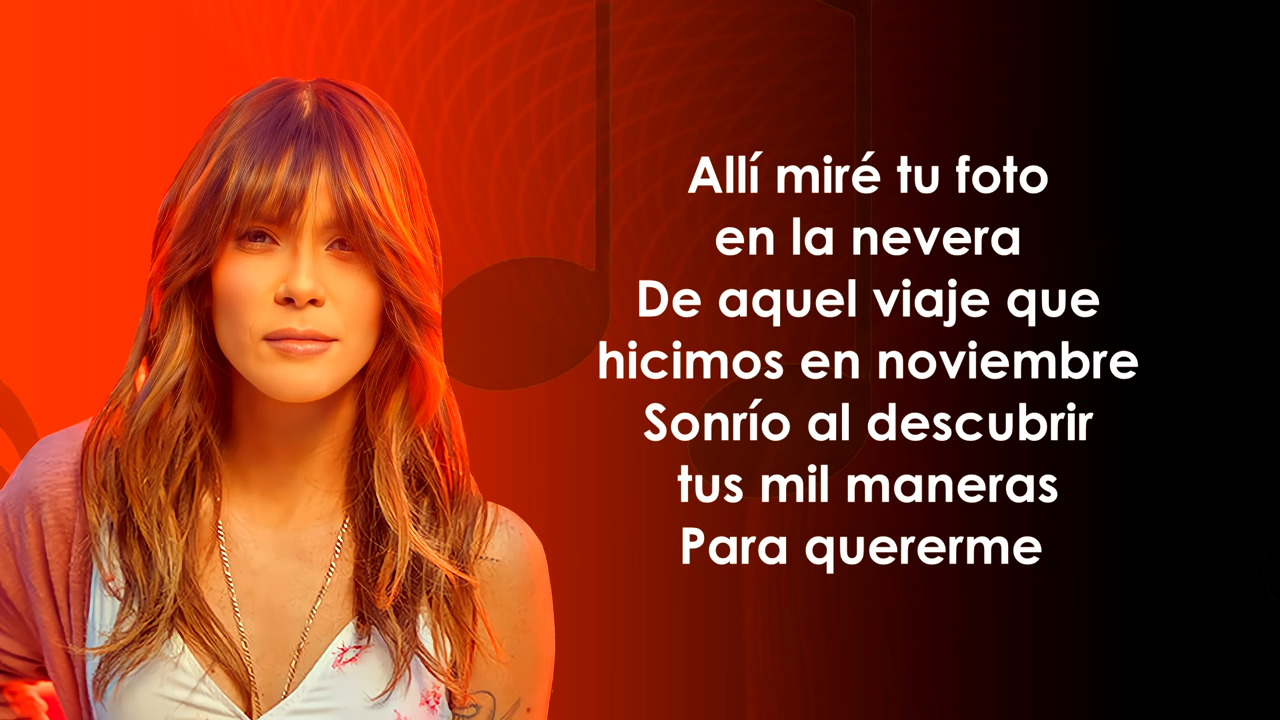 Allí miré tu foto
en la nevera
De aquel viaje que
hicimos en noviembre
Sonrío al descubrir
tus mil maneras
Para quererme